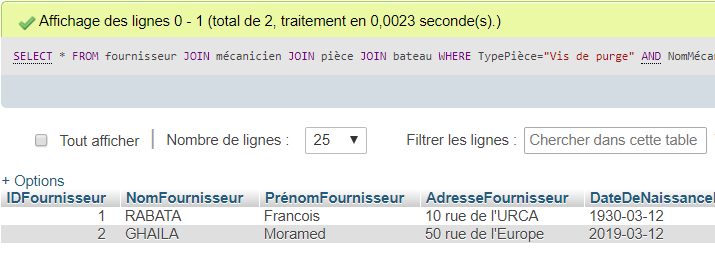 Affichage des lignes 0 - 1 (total de 2, traitement en 0,0023 seconde(s).)
SELECT * FROM fournisseur JOIN mécanicien JOIN pièce JOIN bateau WHERE TypePièce="Vis de purge" AND NomMéca
Tout afficher | Nombre de lignes : 25 Filtrer les lignes : Chercher dans cette table
+ Options
IDFournisseur NomFournisseur PrénomFournisseur AdresseFournisseur DateDeNaissance
1 RABATA Francois 10 rue de l'URCA 1930-03-12
2 GHAILA Moramed 50 rue de l'Europe 2019-03-12